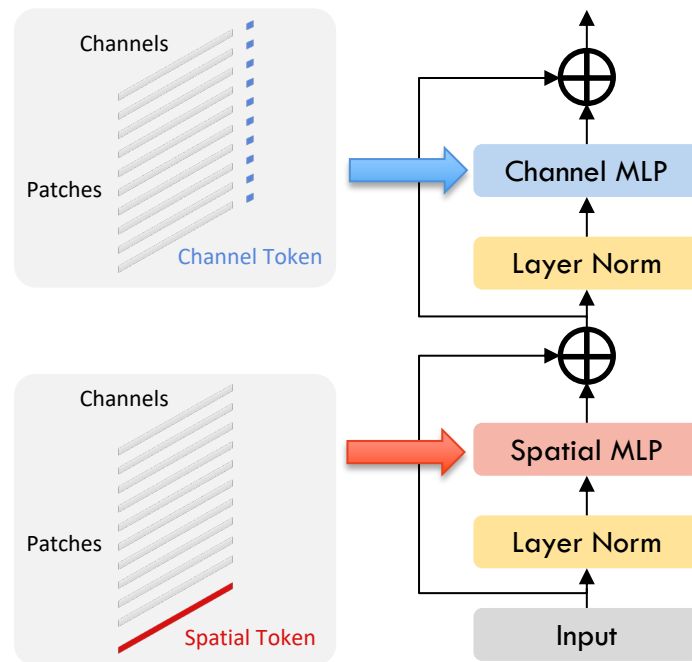 Channels
Patches
Channel Token
Channel MLP
Layer Norm
Channels
Patches
Spatial Token
Spatial MLP
Layer Norm
Input